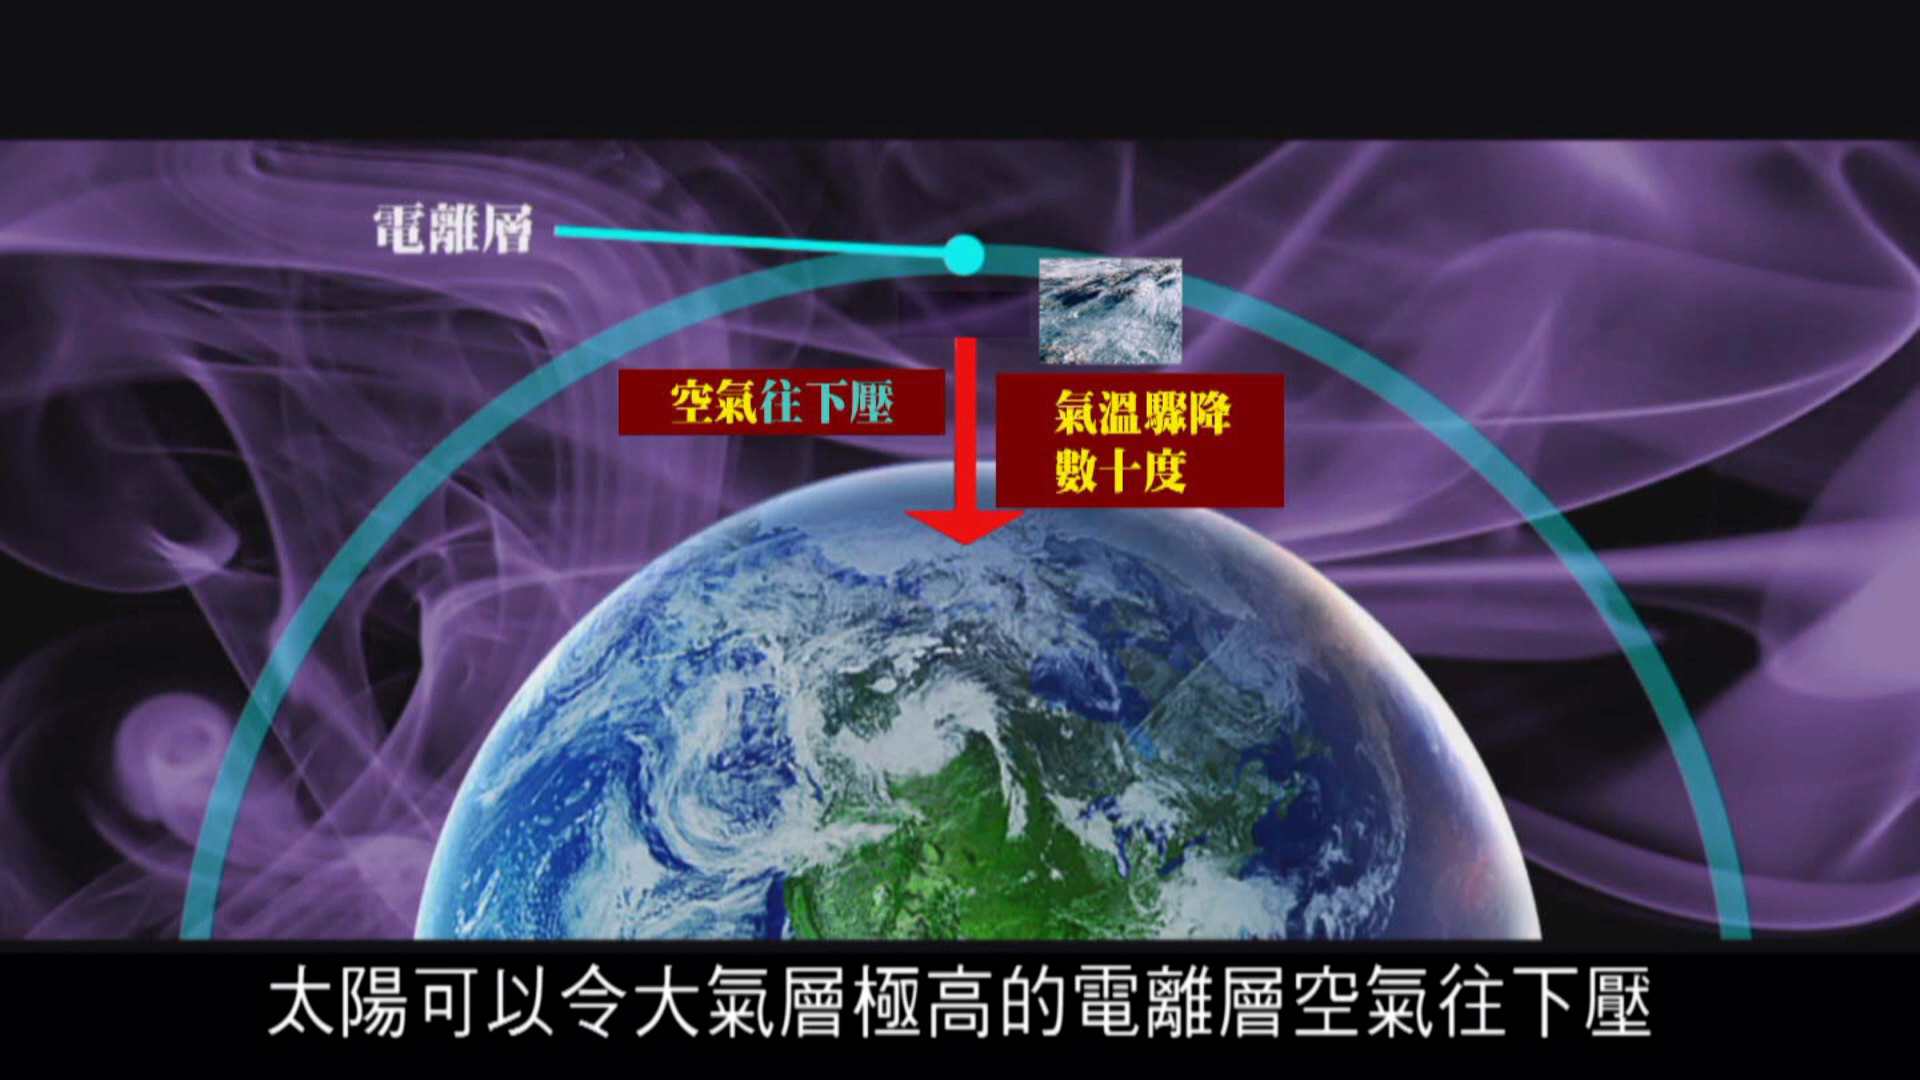 電離層
空氣往下壓
氣溫驟降
數十度
太陽可以令大氣層極高的電離層空氣往下壓